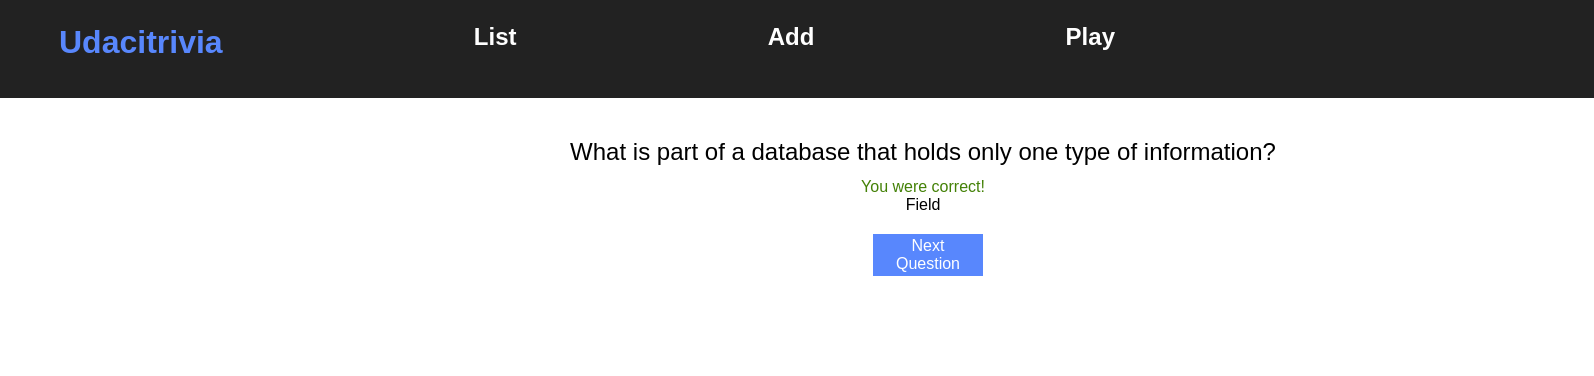 Udacitrivia
List
Add
Play
What is part of a database that holds only one type of information?
You were correct!
Field
Next
Question